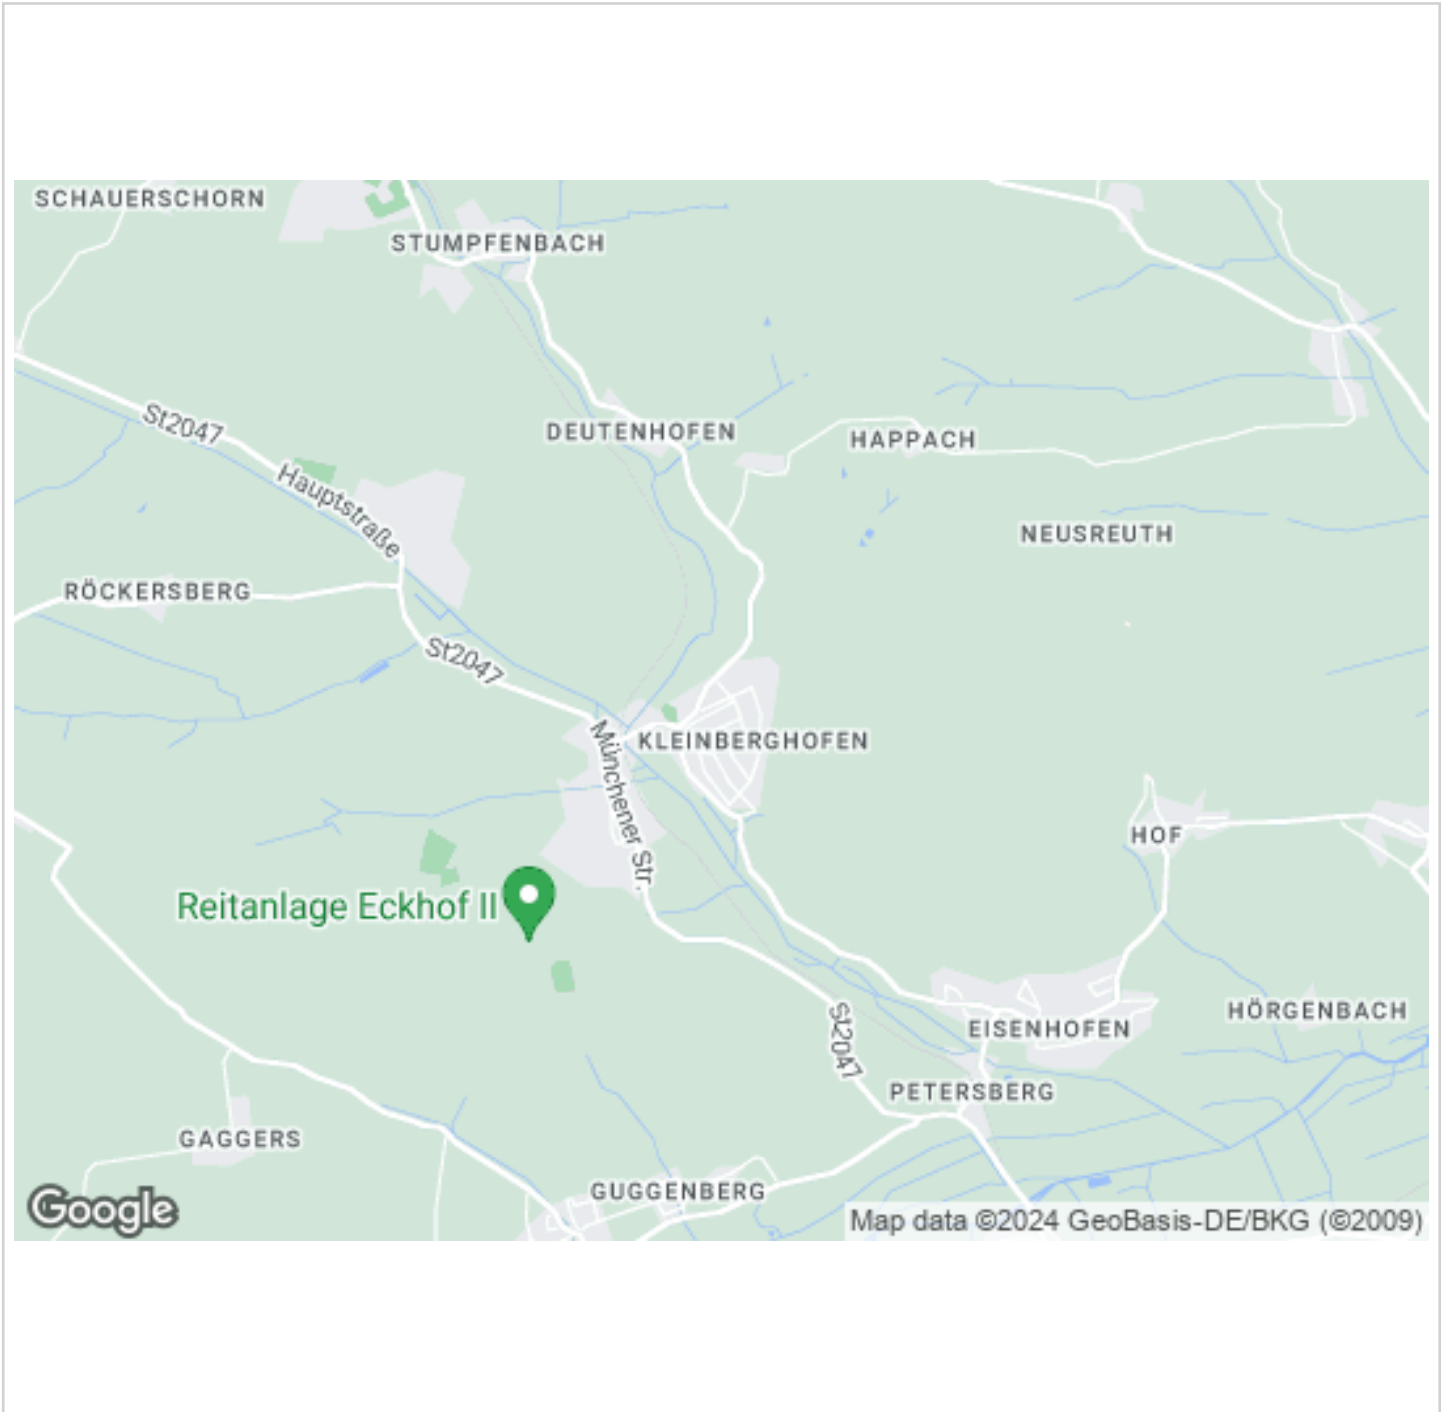 SCHAUERSCHORN
STUMPFENBACH
St2047
DEUTENHOFEN
HAPPACH
Hauptstraße
NEUSREUTH
RÖCKERSBERG
St2047
KLEINBERGHOFEN
Münchener Str.
HOF
Reitanlage Eckhof II
HÖRGENBACH
EISENHOFEN
St2047
PETERSBERG
GAGGERS
GUGGENBERG
Google
Map data ©2024 GeoBasis-DE/BKG (©2009)